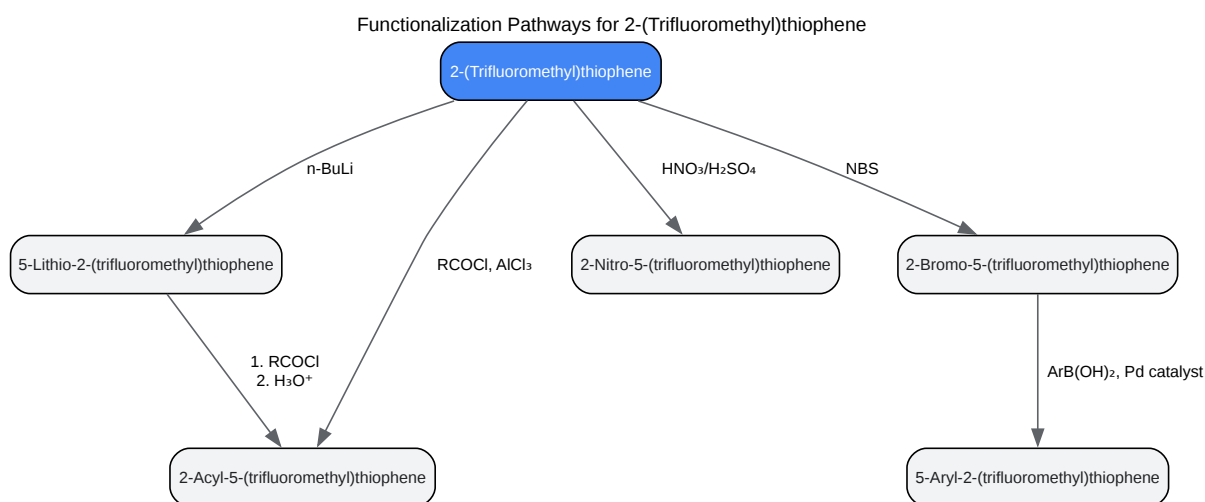 Functionalization Pathways for 2-(Trifluoromethyl)thiophene
2-(Trifluoromethyl)thiophene
n-BuLi
HNO₃/H₂SO₄
NBS
5-Lithio-2-(trifluoromethyl)thiophene
RCOCl, AlCl₃
2-Nitro-5-(trifluoromethyl)thiophene
2-Bromo-5-(trifluoromethyl)thiophene
1. RCOCl
2. H₃O⁺
ArB(OH)₂, Pd catalyst
2-Acyl-5-(trifluoromethyl)thiophene
5-Aryl-2-(trifluoromethyl)thiophene